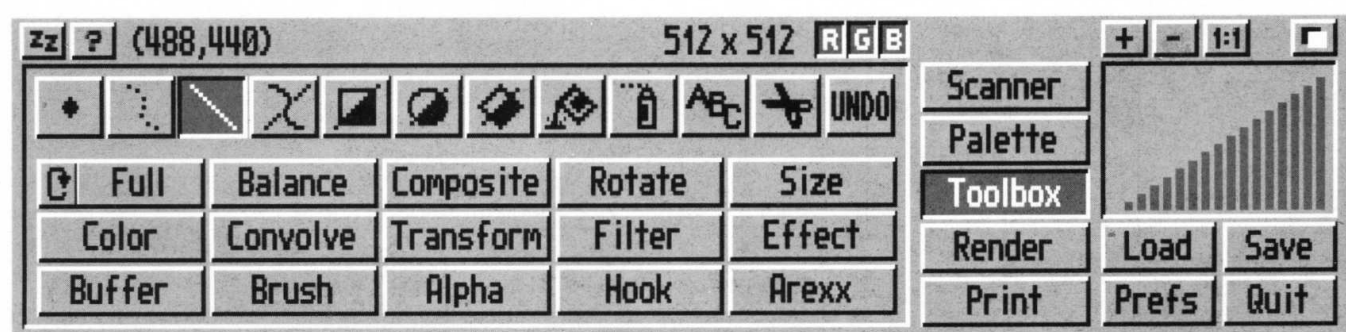 Zz ? (488,440) 512 x 512 R G B + - 1:1
ABC UNDO Scanner
Palette
Full Balance Composite Rotate Size Toolbox
Color Convolve Transform Filter Effect Render Load Save
Buffer Brush Alpha Hook Arexx Print Prefs Quit